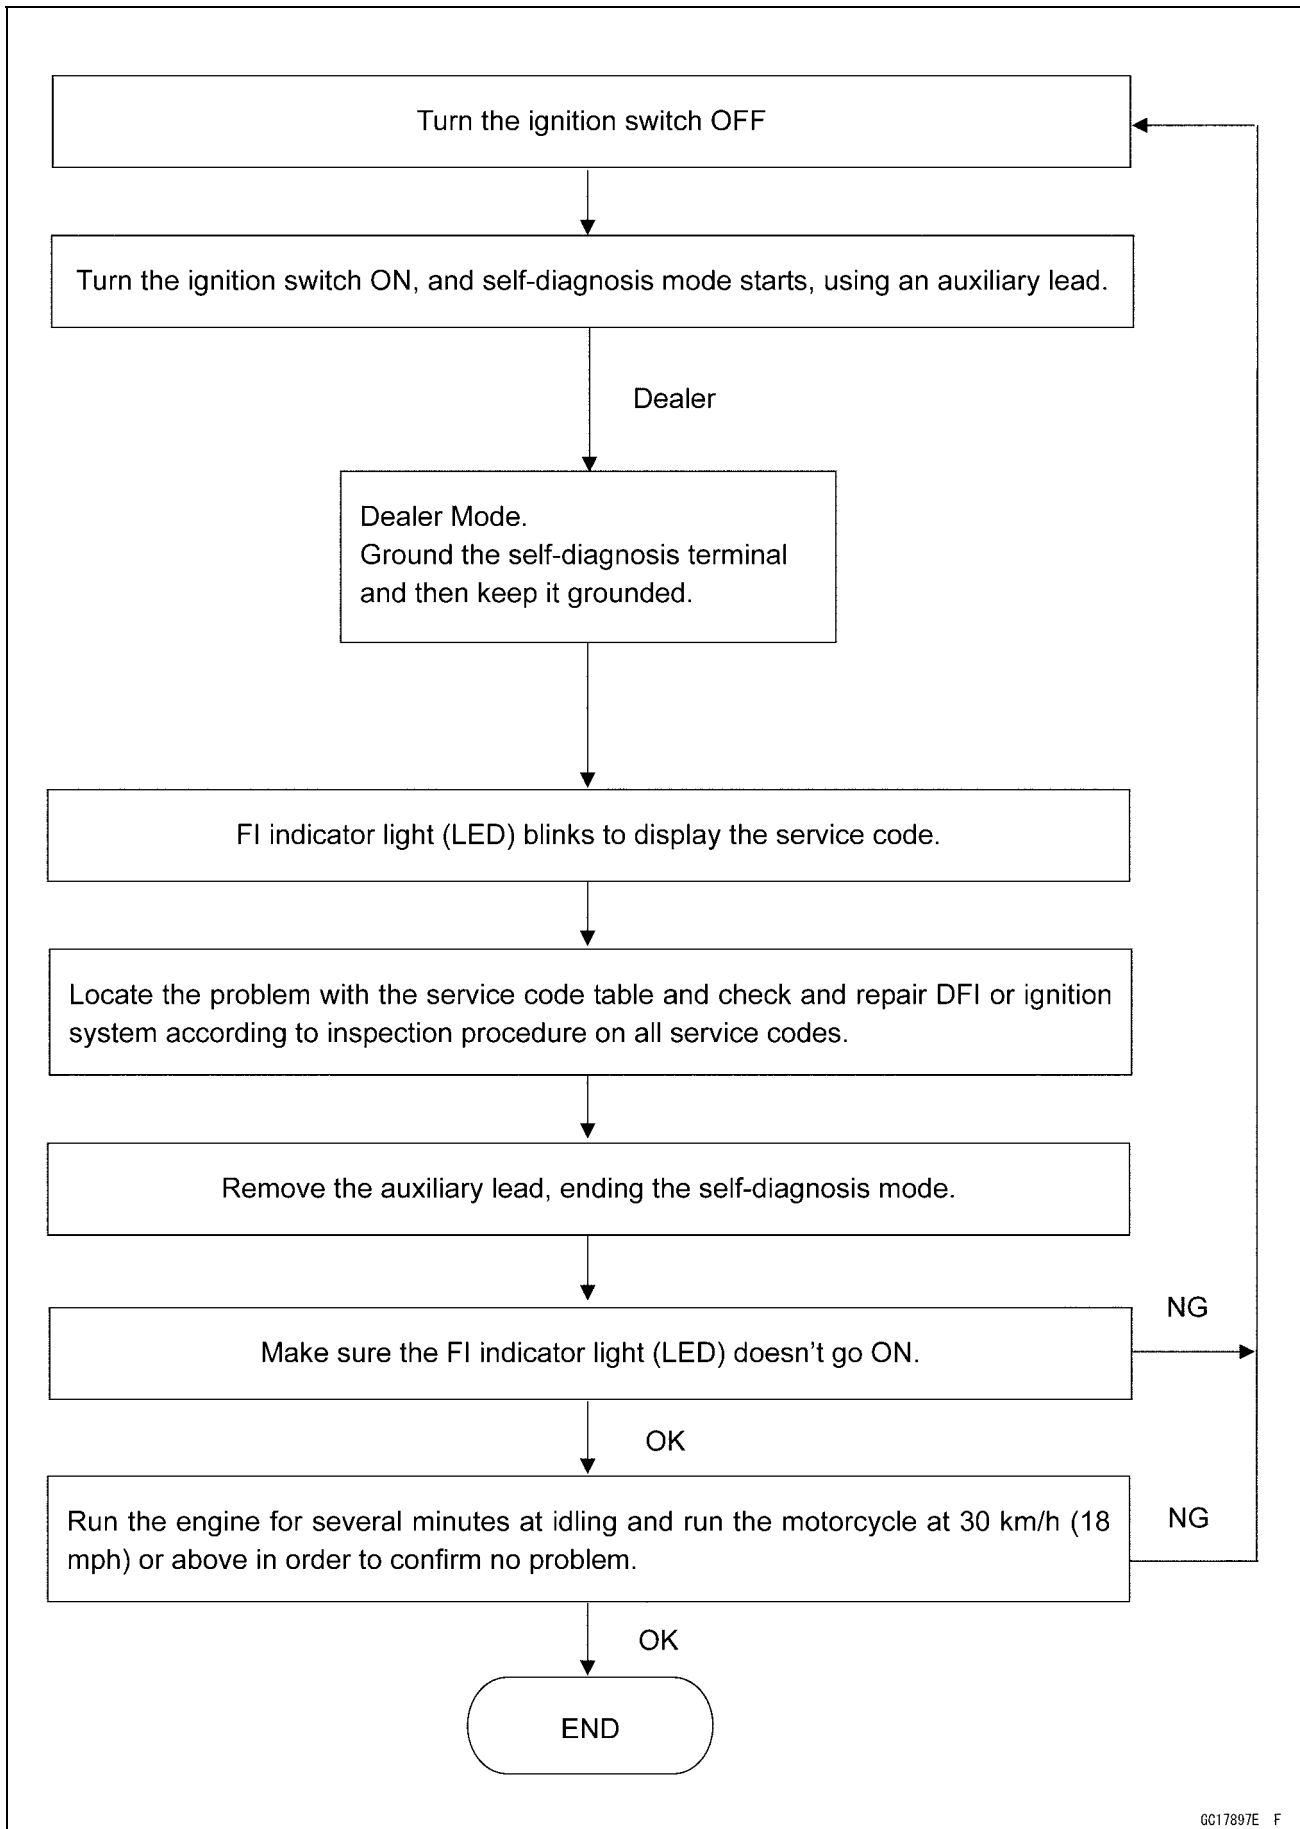 Turn the ignition switch OFF
Turn the ignition switch ON, and self-diagnosis mode starts, using an auxiliary lead.
Dealer
Dealer Mode.
Ground the self-diagnosis terminal
and then keep it grounded.
FI indicator light (LED) blinks to display the service code.
Locate the problem with the service code table and check and repair DFI or ignition
system according to inspection procedure on all service codes.
Remove the auxiliary lead, ending the self-diagnosis mode.
NG
Make sure the FI indicator light (LED) doesn't go ON.
OK
Run the engine for several minutes at idling and run the motorcycle at 30 km/h (18
mph) or above in order to confirm no problem.
NG
OK
END
GC17897E F